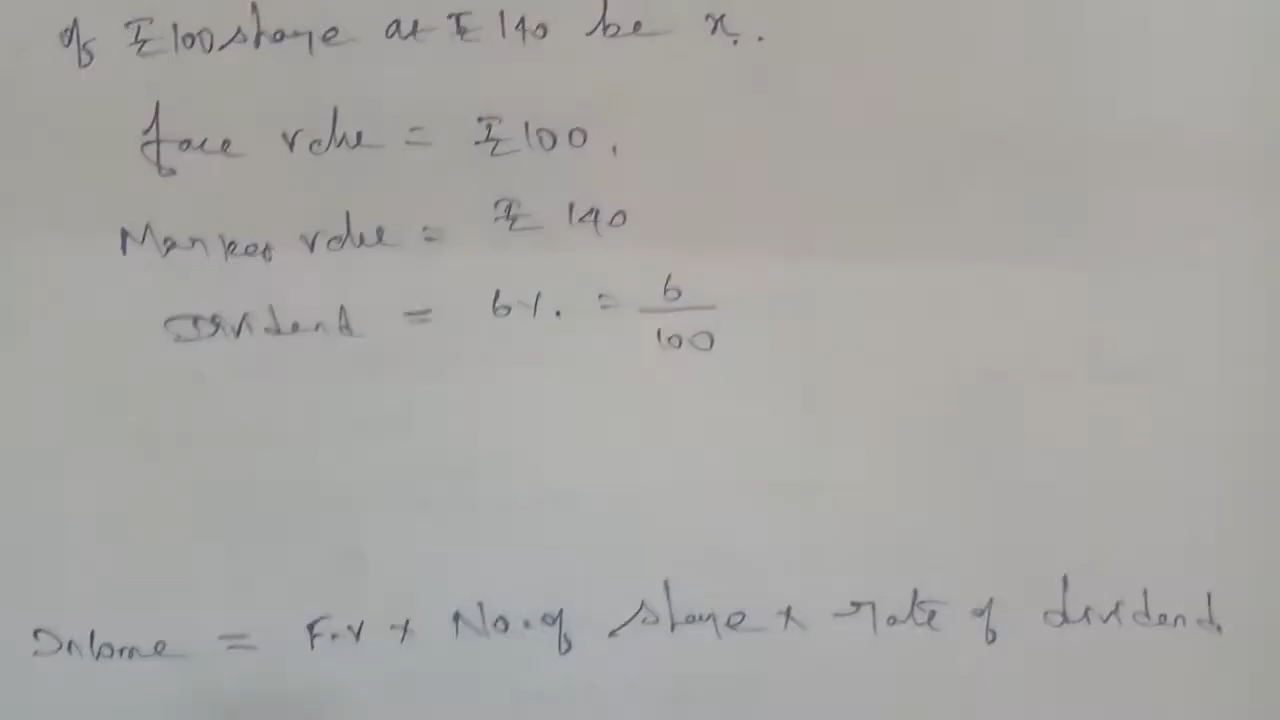 of ₹100 share at ₹ 140 be x.
face value = ₹100.
Market value = ₹ 140
Dividend = 6%. = 6/100
Income = F.V × No. of share × rate of dividend.